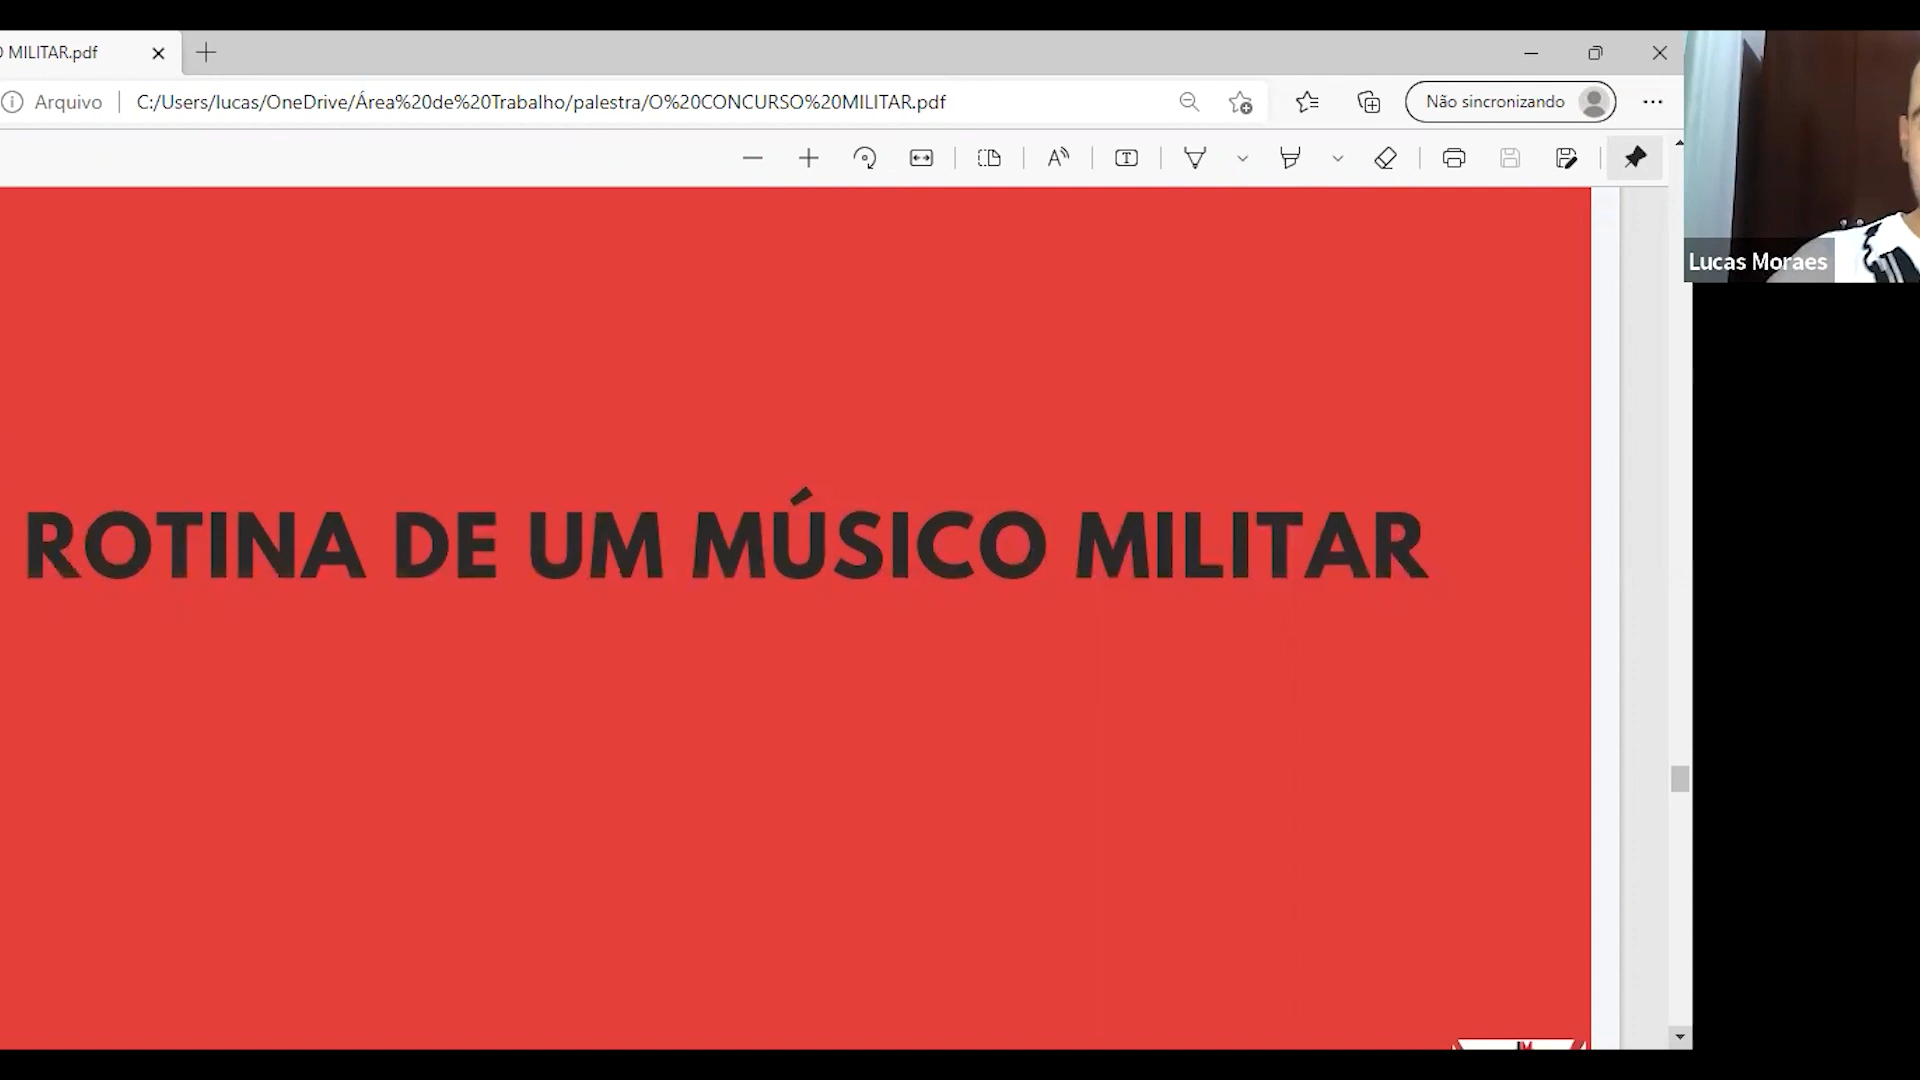 MILITAR.pdf
Arquivo
C:/Users/lucas/OneDrive/Área%20de%20Trabalho/palestra/O%20CONCURSO%20MILITAR.pdf
Não sincronizando
Lucas Moraes
ROTINA DE UM MÚSICO MILITAR